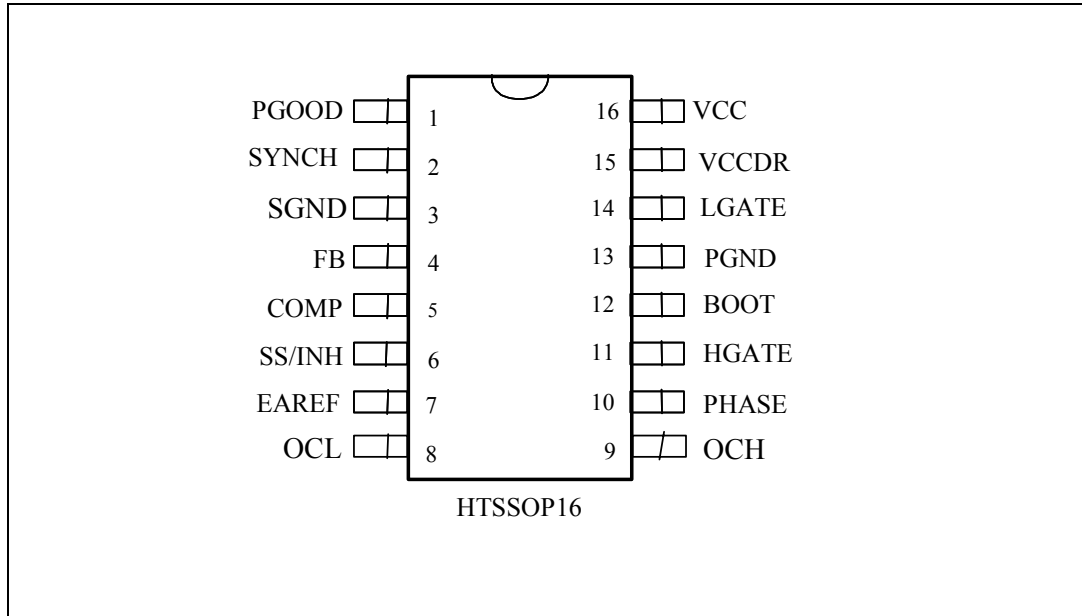 PGOOD 1 16 VCC
SYNCH 2 15 VCCDR
SGND 3 14 LGATE
FB 4 13 PGND
COMP 5 12 BOOT
SS/INH 6 11 HGATE
EAREF 7 10 PHASE
OCL 8 9 OCH
HTSSOP16